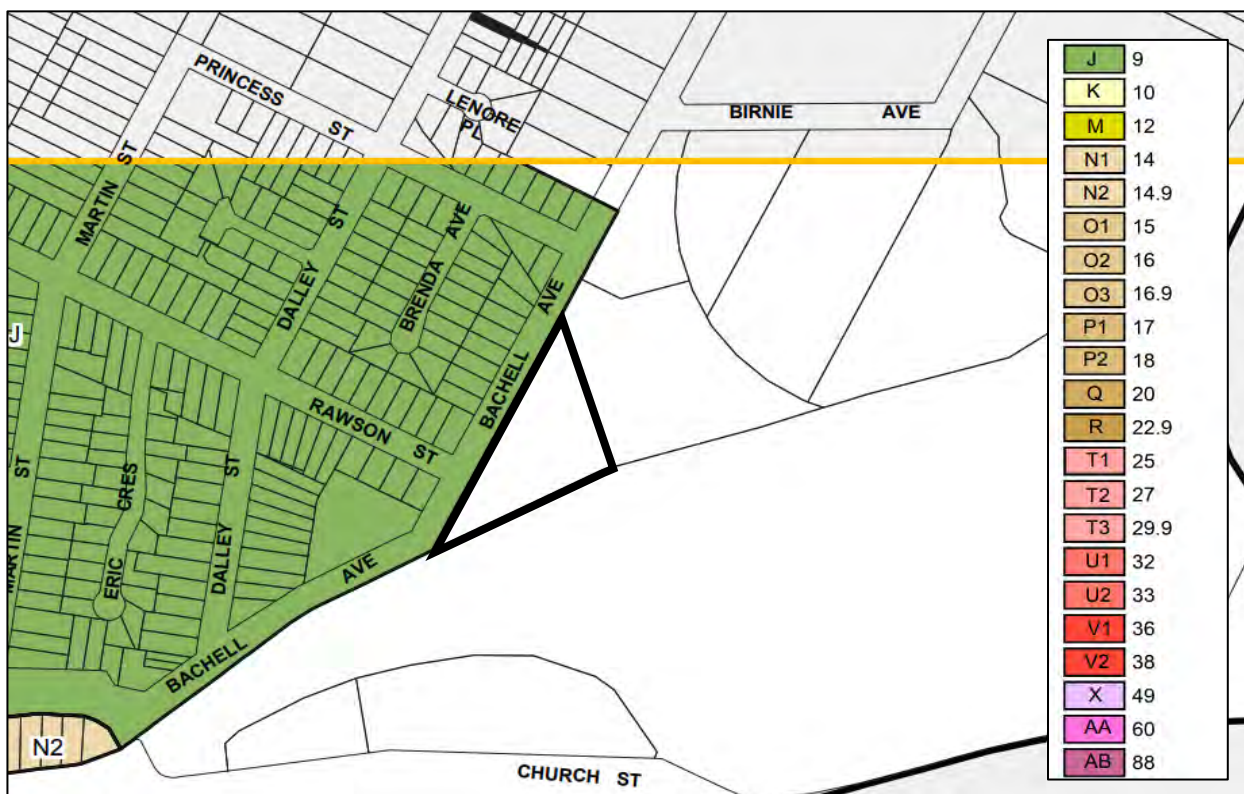 PRINCESS ST
LENORE PL
BIRNIE AVE
MARTIN ST
DALLEY ST
BRENDA AVE
BACHELL AVE
J
RAWSON ST
MARTIN ST
ERIC CRES
DALLEY ST
BACHELL AVE
N2
CHURCH ST
J 9
K 10
M 12
N1 14
N2 14.9
O1 15
O2 16
O3 16.9
P1 17
P2 18
Q 20
R 22.9
T1 25
T2 27
T3 29.9
U1 32
U2 33
V1 36
V2 38
X 49
AA 60
AB 88